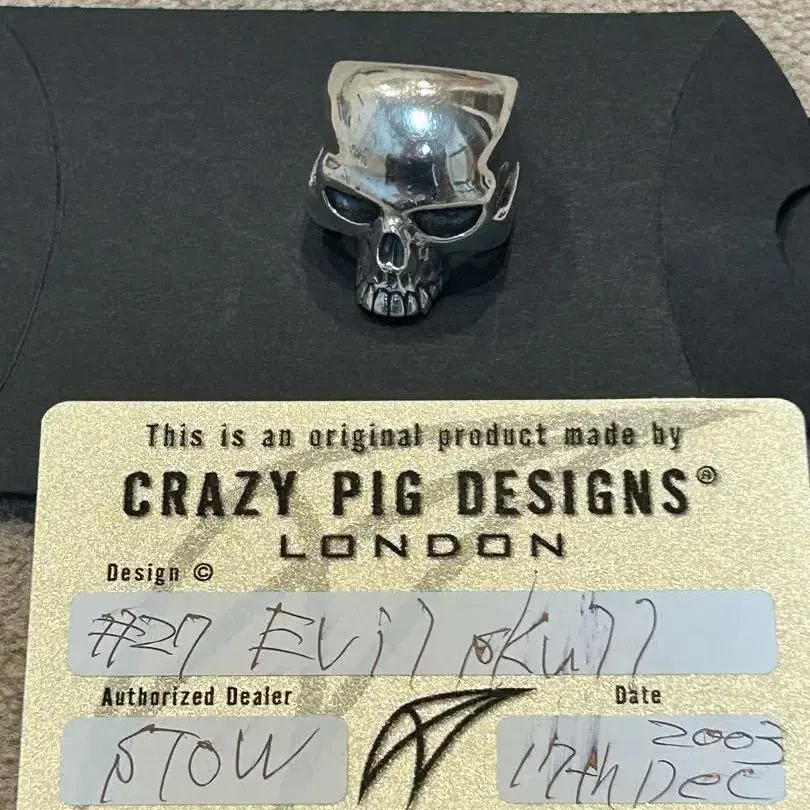 This is an original product made by
CRAZY PIG DESIGNS®
LONDON
Design ©
#27 Evil skull
Authorized Dealer
Date
STOW
17th Dec 2003